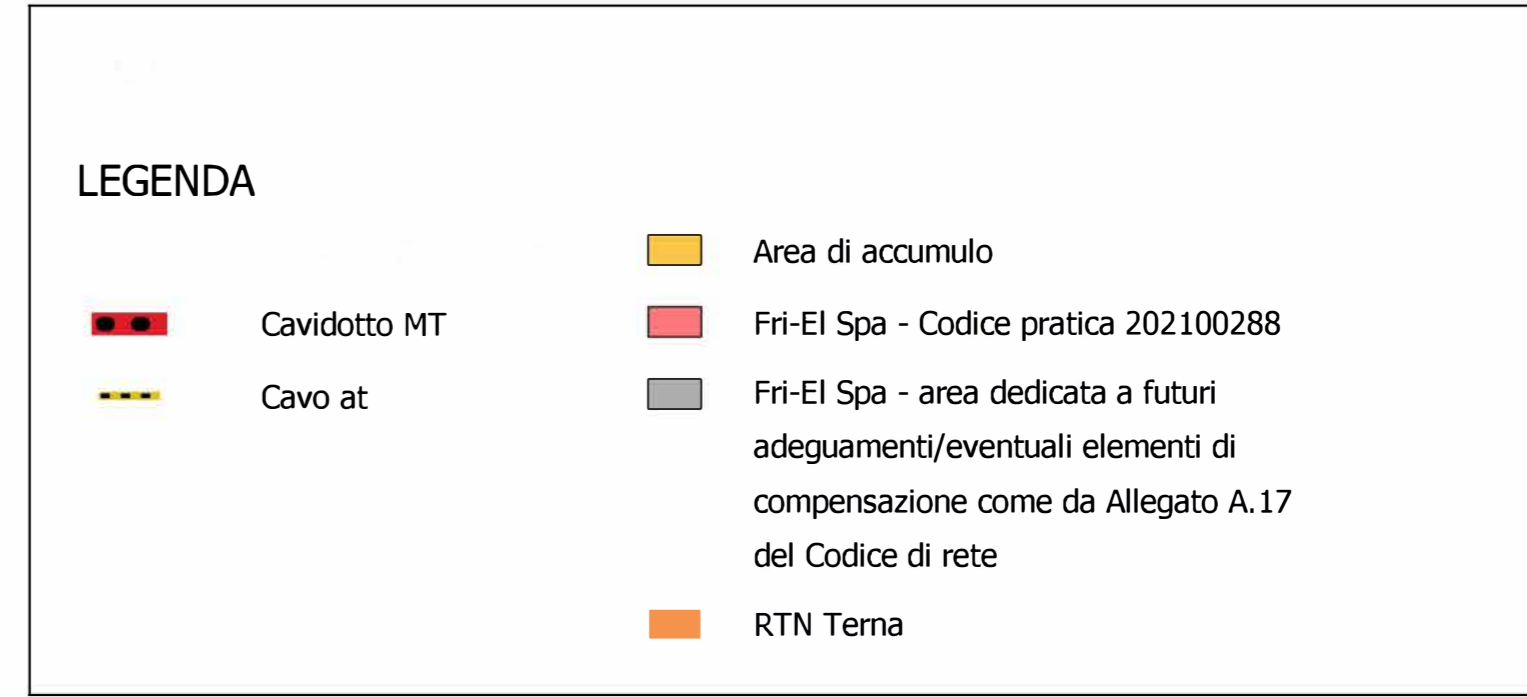 LEGENDA
Cavidotto MT
Cavo at
Area di accumulo
Fri-El Spa - Codice pratica 202100288
Fri-El Spa - area dedicata a futuri
adeguamenti/eventuali elementi di
compensazione come da Allegato A.17
del Codice di rete
RTN Terna